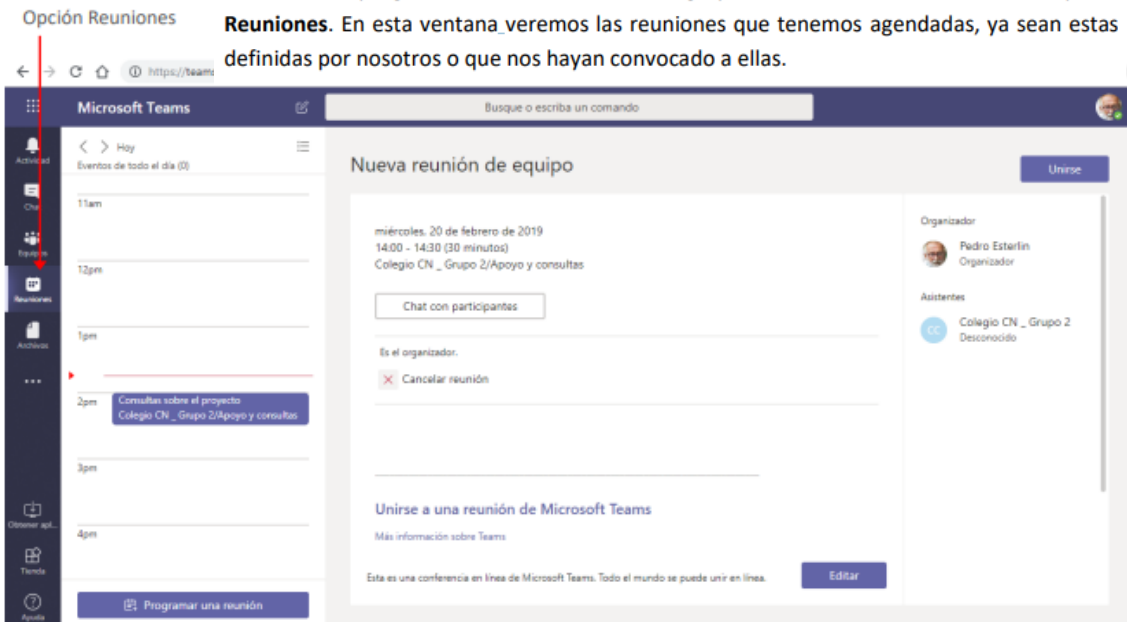 Opción Reuniones
Reuniones. En esta ventana veremos las reuniones que tenemos agendadas, ya sean estas
definidas por nosotros o que nos hayan convocado a ellas.
https://teams
Microsoft Teams
Busque o escriba un comando
Actividad
Chat
Equipos
Reuniones
Archivos
Obtener apl...
Tienda
Ayuda
Hoy
Eventos de todo el día (0)
11am
12pm
1pm
2pm
Consultas sobre el proyecto
Colegio CN _ Grupo 2/Apoyo y consultas
3pm
4pm
Programar una reunión
Nueva reunión de equipo
Unirse
miércoles, 20 de febrero de 2019
14:00 - 14:30 (30 minutos)
Colegio CN _ Grupo 2/Apoyo y consultas
Chat con participantes
Es el organizador.
Cancelar reunión
Unirse a una reunión de Microsoft Teams
Más información sobre Teams
Esta es una conferencia en línea de Microsoft Teams. Todo el mundo se puede unir en línea.
Editar
Organizador
Pedro Esterlin
Organizador
Asistentes
CC
Colegio CN _ Grupo 2
Desconocido